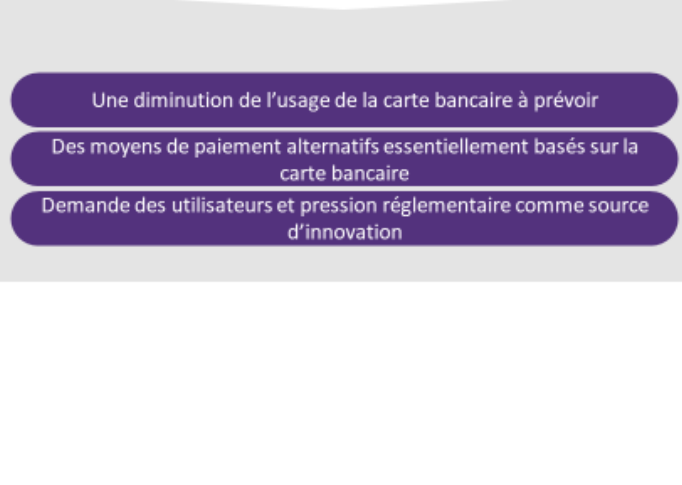 Une diminution de l'usage de la carte bancaire à prévoir
Des moyens de paiement alternatifs essentiellement basés sur la
carte bancaire
Demande des utilisateurs et pression réglementaire comme source
d'innovation